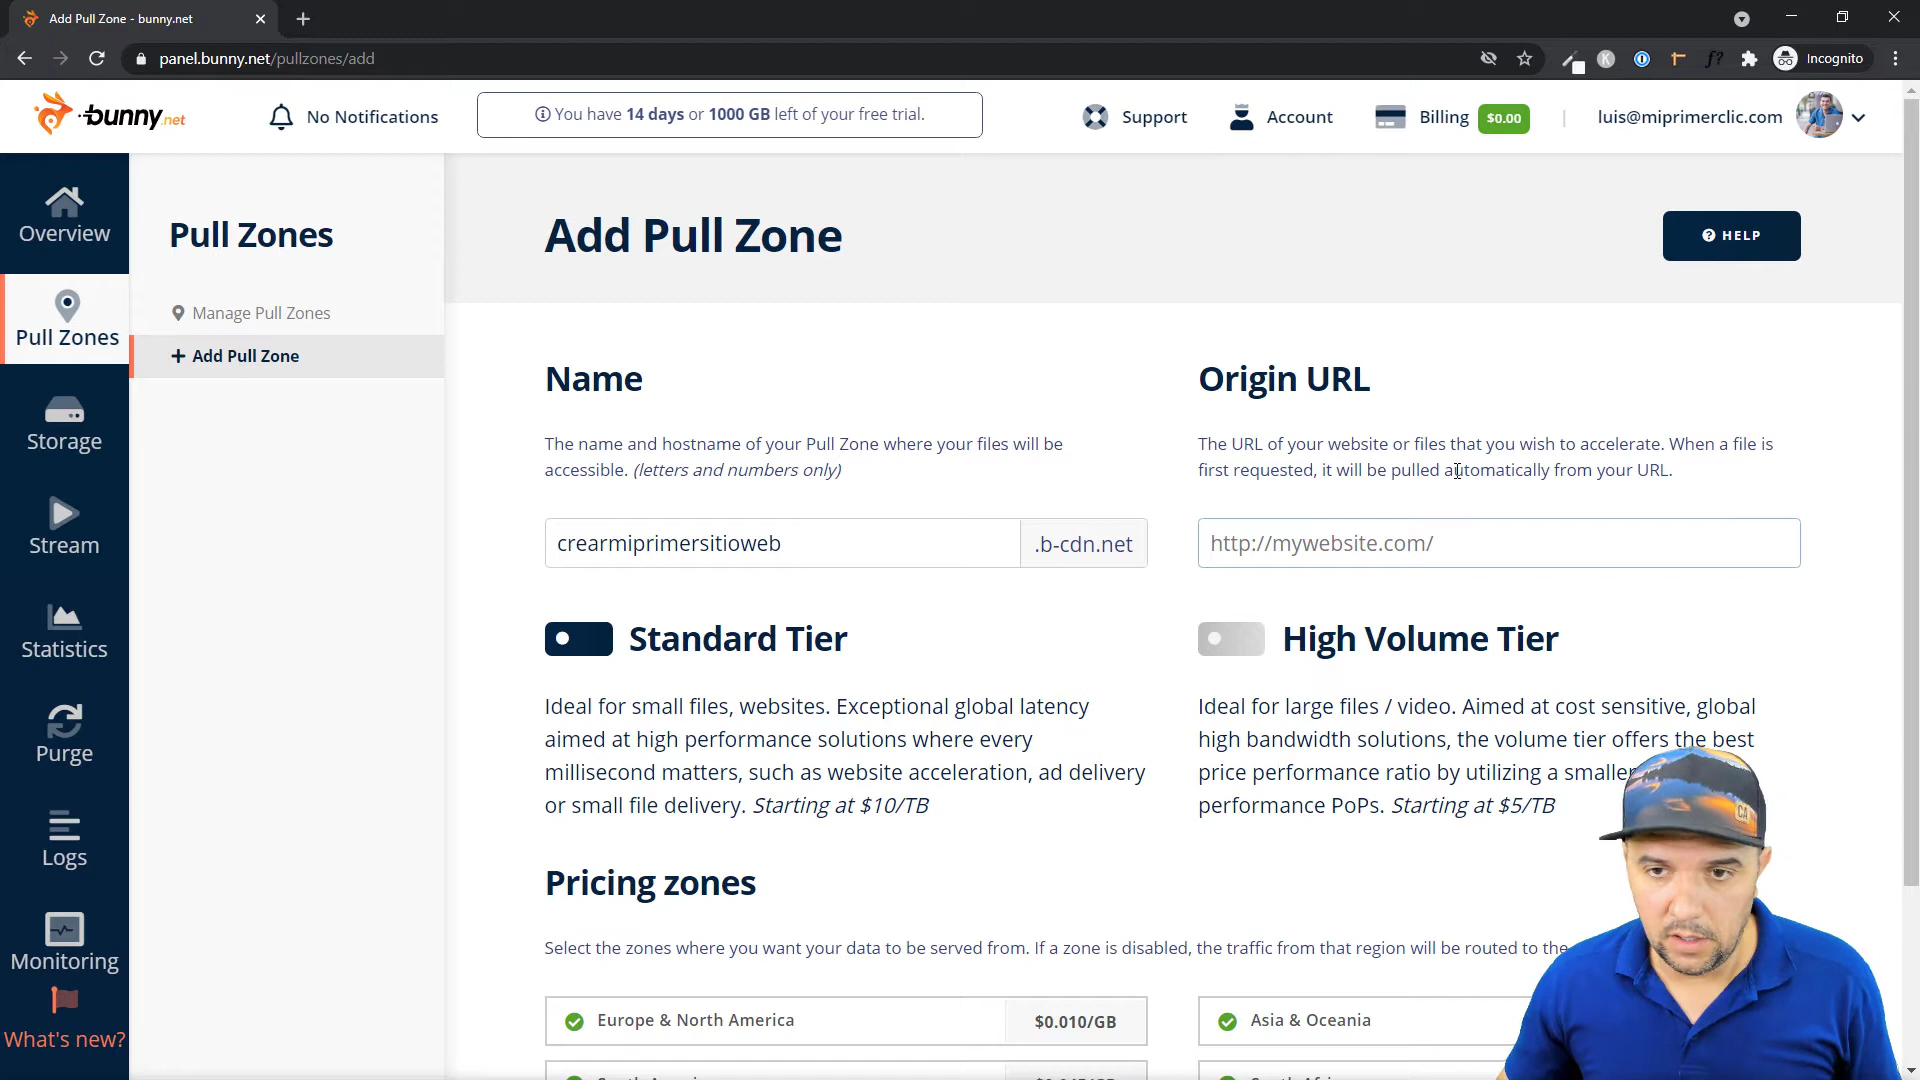 Add Pull Zone - bunny.net
panel.bunny.net/pullzones/add
Incognito
bunny.net
No Notifications
You have 14 days or 1000 GB left of your free trial.
Support
Account
Billing
$0.00
luis@miprimerclic.com
Overview
Pull Zones
Storage
Stream
Statistics
Purge
Logs
Monitoring
What's new?
Pull Zones
Manage Pull Zones
Add Pull Zone
Add Pull Zone
HELP
Name
The name and hostname of your Pull Zone where your files will be
accessible. (letters and numbers only)
crearmiprimersitioweb
.b-cdn.net
Origin URL
The URL of your website or files that you wish to accelerate. When a file is
first requested, it will be pulled automatically from your URL.
http://mywebsite.com/
Standard Tier
Ideal for small files, websites. Exceptional global latency
aimed at high performance solutions where every
millisecond matters, such as website acceleration, ad delivery
or small file delivery. Starting at $10/TB
High Volume Tier
Ideal for large files / video. Aimed at cost sensitive, global
high bandwidth solutions, the volume tier offers the best
price performance ratio by utilizing a smaller
performance PoPs. Starting at $5/TB
Pricing zones
Select the zones where you want your data to be served from. If a zone is disabled, the traffic from that region will be routed to the
Europe & North America
$0.010/GB
Asia & Oceania
CA